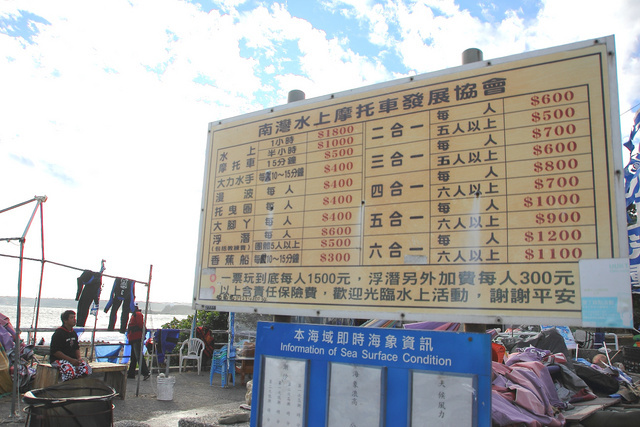 南灣水上摩托車發展協會
水上摩托車 1小時 $1800
半小時 $1000
15分鐘 $500
大力水手 每趟10~15分鐘 $400
漫波 每人 $400
托曳圈 每人 $400
大腳丫 每人 $400
浮潛 每人 $600
團體5人以上 $500
香蕉船 每趟10~15分鐘 $300
二合一 每人 $600
五人以上 $500
三合一 每人 $700
五人以上 $600
四合一 每人 $800
六人以上 $700
五合一 每人 $1000
六人以上 $900
六合一 每人 $1200
六人以上 $1100
一票玩到底每人1500元，浮潛另外加費每人300元
以上含責任保險費，歡迎光臨水上活動，謝謝平安
本海域即時海象資訊
Information of Sea Surface Condition
天候風力